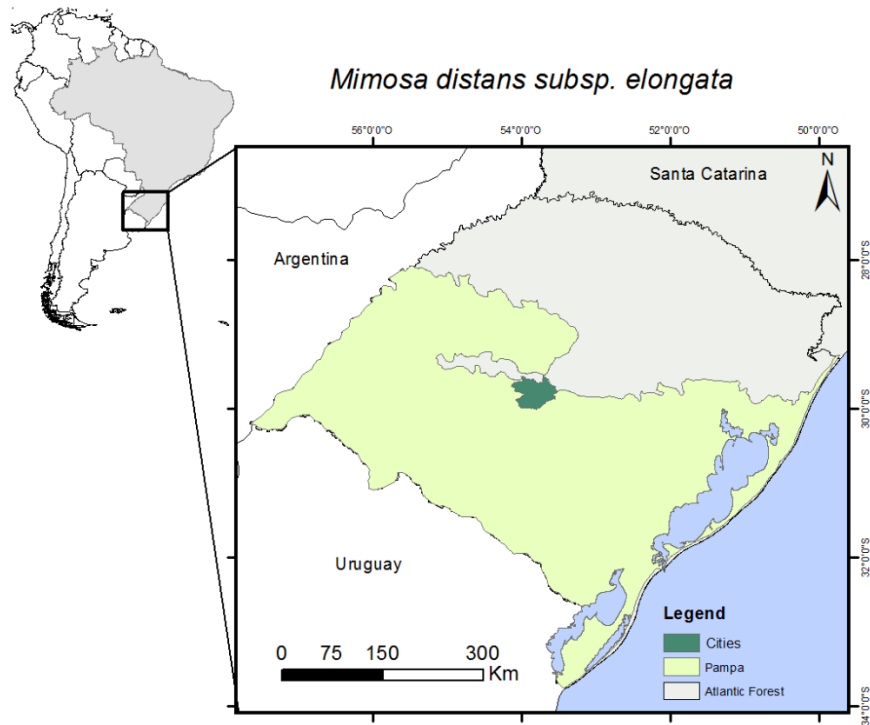 Mimosa distans subsp. elongata
56°0'0"O
54°0'0"O
52°0'0"O
50°0'0"O
Santa Catarina
N
Argentina
28°0'0"S
30°0'0"S
Uruguay
32°0'0"S
Legend
Cities
Pampa
Atlantic Forest
0 75 150 300
Km
34°0'0"S